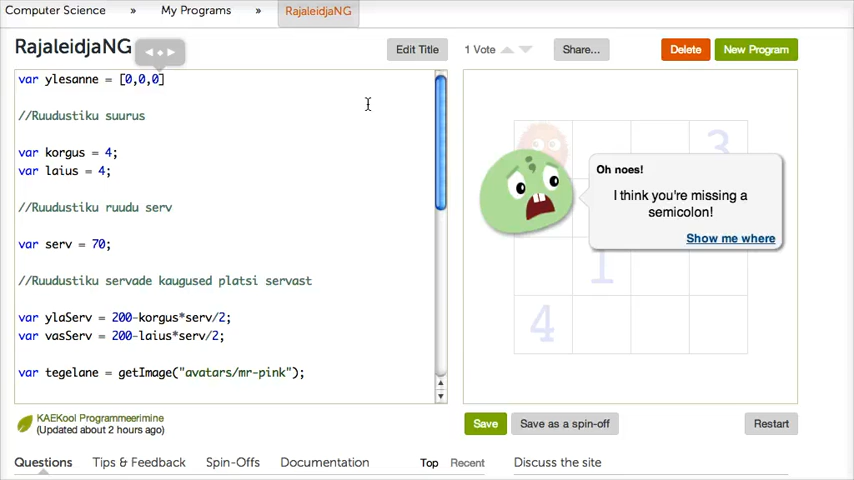 Computer Science » My Programs » RajaleidjaNG
RajaleidjaNG
Edit Title
1 Vote
Share...
Delete
New Program
var ylesanne = [0,0,0]
//Ruudustiku suurus
var korgus = 4;
var laius = 4;
//Ruudustiku ruudu serv
var serv = 70;
//Ruudustiku servade kaugused platsi servast
var ylaServ = 200-korgus*serv/2;
var vasServ = 200-laius*serv/2;
var tegelane = getImage("avatars/mr-pink");
3
Oh noes!
I think you're missing a
semicolon!
Show me where
1
4
KAEKool Programmeerimine
(Updated about 2 hours ago)
Save
Save as a spin-off
Restart
Questions Tips & Feedback Spin-Offs Documentation Top Recent Discuss the site